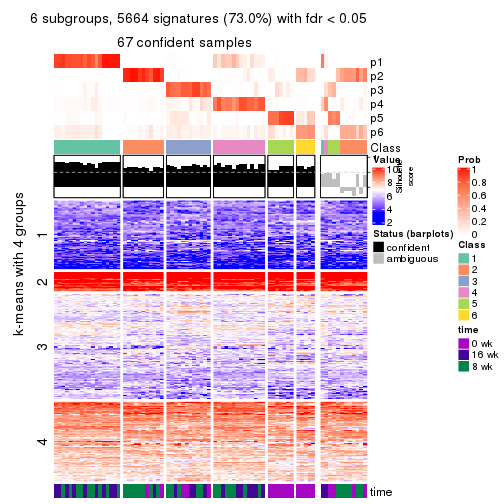 6 subgroups, 5664 signatures (73.0%) with fdr < 0.05
67 confident samples
p1
p2
p3
p4
p5
p6
Class
Value
10
8
6
4
2
Silhouette
score
Status (barplots)
confident
ambiguous
Prob
1
0.8
0.6
0.4
0.2
0
Class
1
2
3
4
5
6
time
0 wk
16 wk
8 wk
k-means with 4 groups
1
2
3
4
time